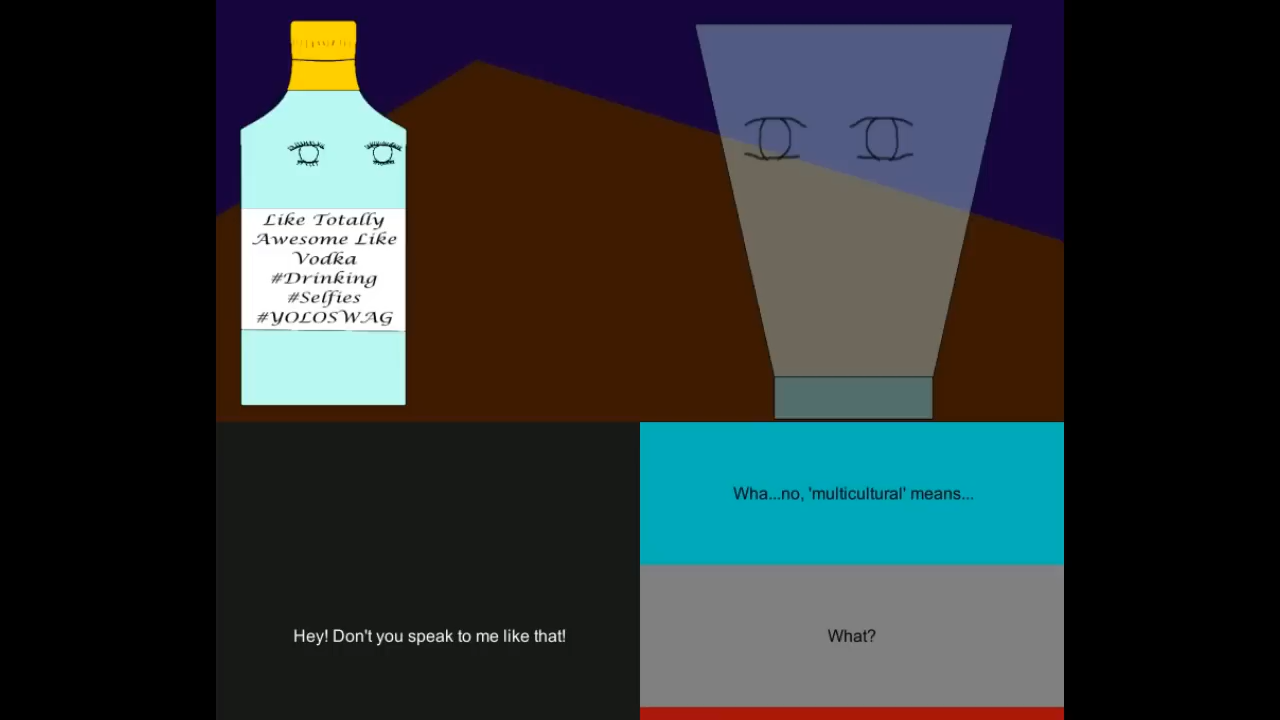 Like Totally
Awesome Like
Vodka
#Drinking
#Selfies
#YOLOSWAG
Wha...no, 'multicultural' means...
Hey! Don't you speak to me like that!
What?